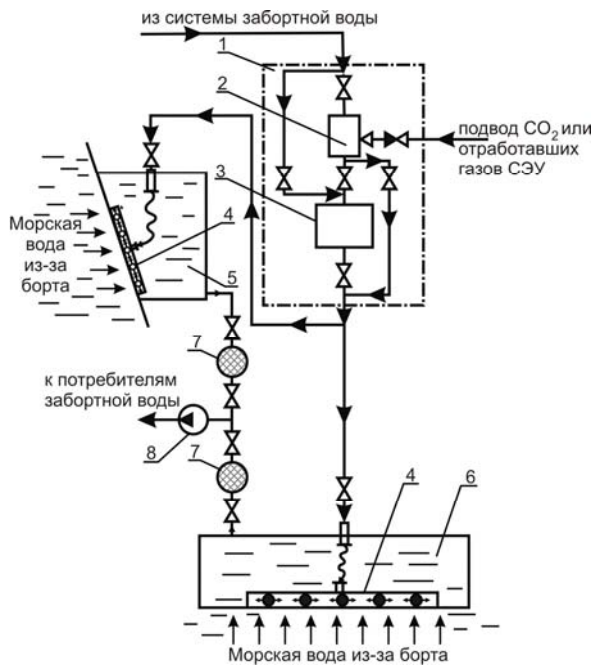 из системы забортной воды
1
2
подвод CO2 или
отработавших
газов СЭУ
3
4
Морская
вода
из-за
борта
5
7
к потребителям
забортной воды
8
7
4
6
Морская вода из-за борта